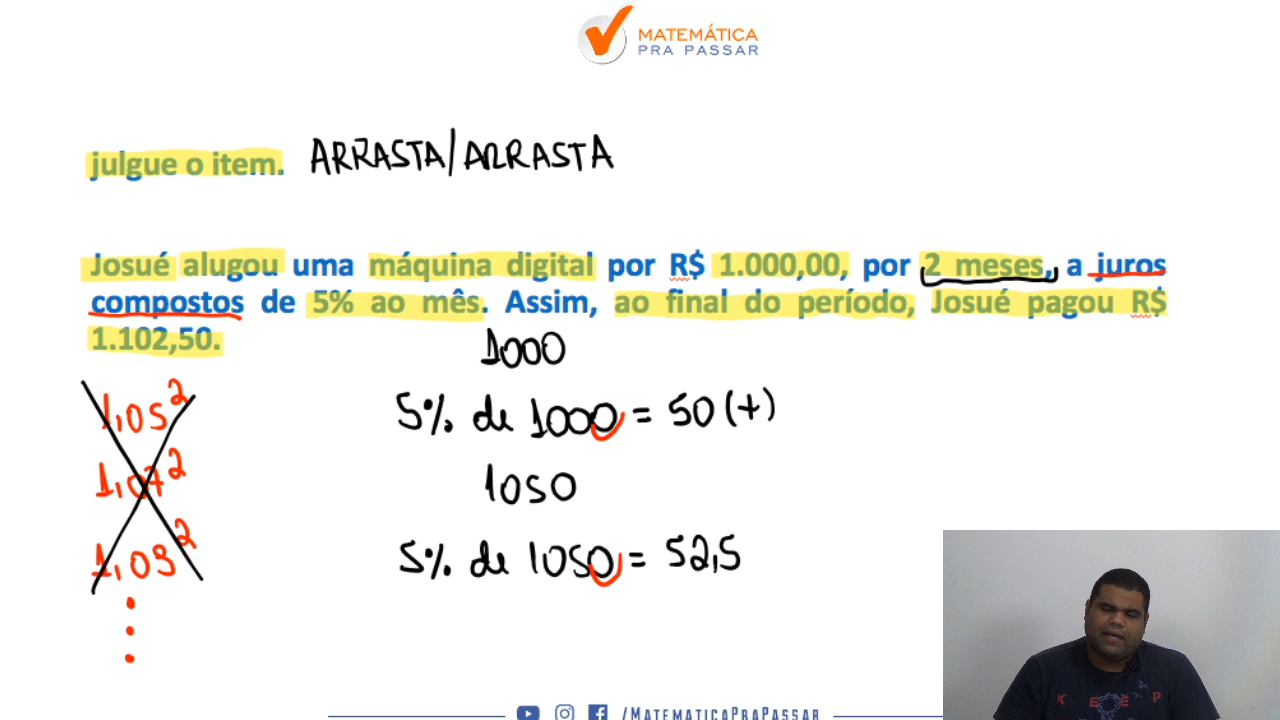 MATEMÁTICA
PRA PASSAR
julgue o item. ARRASTA/ARRASTA
Josué alugou uma máquina digital por R$ 1.000,00, por 2 meses, a juros
compostos de 5% ao mês. Assim, ao final do período, Josué pagou R$
1.102,50.
1000
1,05²
5% de 1000 = 50 (+)
1,07²
1050
1,03²
5% de 1050 = 52,5
K E E P
/MATEMATICAPRAPASSAR